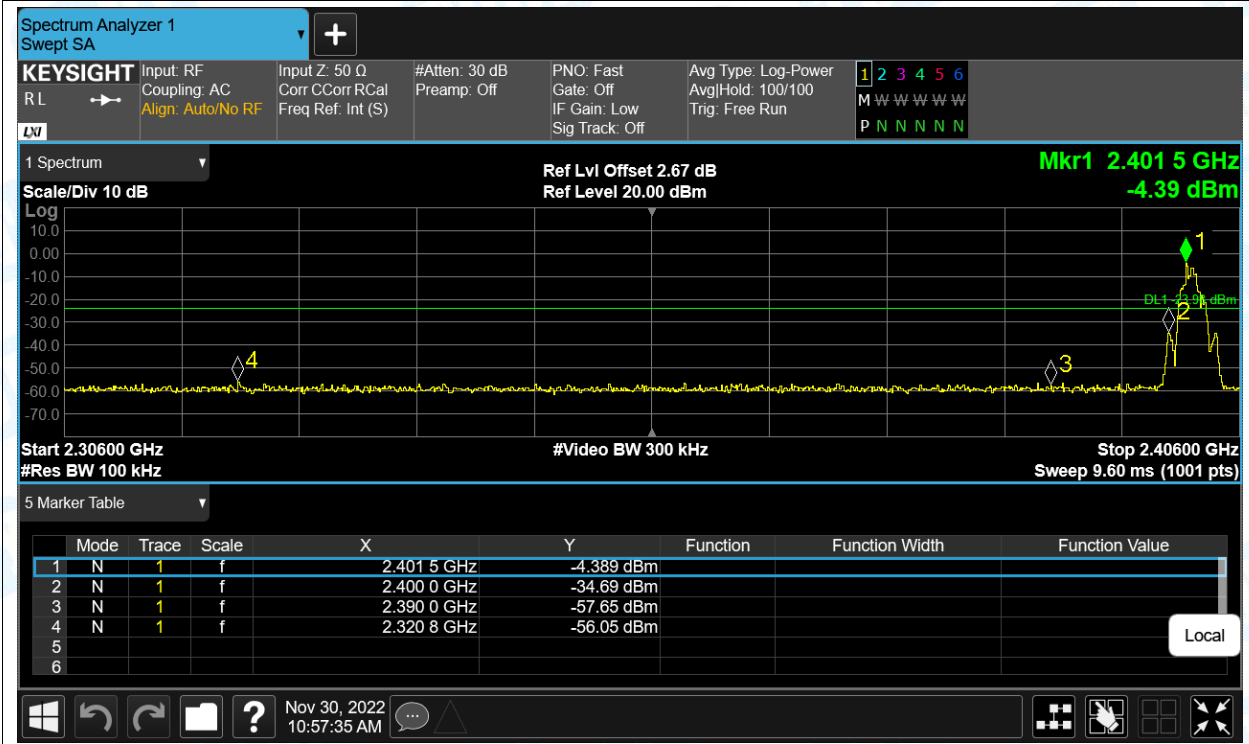 Spectrum Analyzer 1
Swept SA
+
KEYSIGHT Input: RF Input Z: 50 Ω #Atten: 30 dB PNO: Fast Avg Type: Log-Power 1 2 3 4 5 6
R L Coupling: AC Corr CCorr RCal Preamp: Off Gate: Off Avg|Hold: 100/100 M W W W W W
Align: Auto/No RF Freq Ref: Int (S) IF Gain: Low Trig: Free Run
LXI Sig Track: Off P N N N N N
1 Spectrum Ref Lvl Offset 2.67 dB Mkr1 2.401 5 GHz
Scale/Div 10 dB Ref Level 20.00 dBm -4.39 dBm
Log
10.0
1
0.00
-10.0
-20.0
DL1 -23.94 dBm
2
-30.0
-40.0
4
3
-50.0
-60.0
-70.0
Start 2.30600 GHz #Video BW 300 kHz Stop 2.40600 GHz
#Res BW 100 kHz Sweep 9.60 ms (1001 pts)
5 Marker Table
Mode Trace Scale X Y Function Function Width Function Value
1 N 1 f 2.401 5 GHz -4.389 dBm
2 N 1 f 2.400 0 GHz -34.69 dBm
3 N 1 f 2.390 0 GHz -57.65 dBm
4 N 1 f 2.320 8 GHz -56.05 dBm
5
6
Local
? Nov 30, 2022
10:57:35 AM